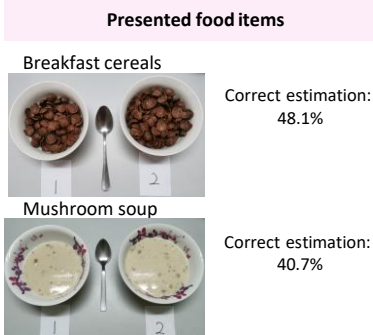 Presented food items
Breakfast cereals
Correct estimation:
48.1%
1
2
Mushroom soup
Correct estimation:
40.7%
1
2